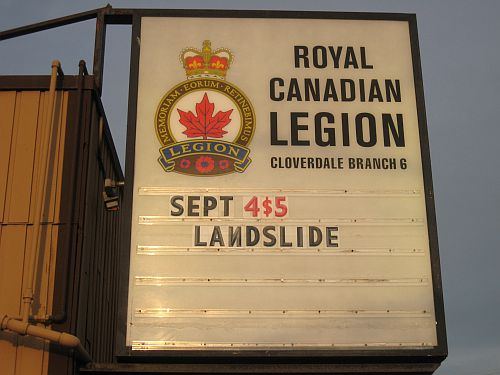 MEMORIAM·EORUM·RETINEBIMUS
LEGION
ROYAL
CANADIAN
LEGION
CLOVERDALE BRANCH 6
SEPT 4$5
LANDSLIDE